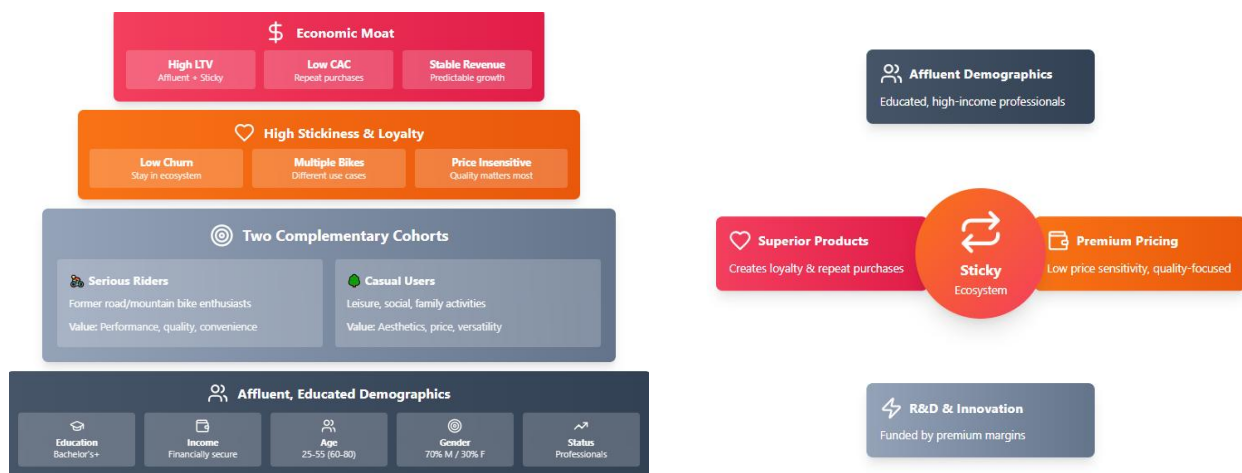 Economic Moat
High LTV
Affluent + Sticky
Low CAC
Repeat purchases
Stable Revenue
Predictable growth
High Stickiness & Loyalty
Low Churn
Stay in ecosystem
Multiple Bikes
Different use cases
Price Insensitive
Quality matters most
Two Complementary Cohorts
Serious Riders
Former road/mountain bike enthusiasts
Value: Performance, quality, convenience
Casual Users
Leisure, social, family activities
Value: Aesthetics, price, versatility
Affluent, Educated Demographics
Education
Bachelor's+
Income
Financially secure
Age
25-55 (60-80)
Gender
70% M / 30% F
Status
Professionals
Affluent Demographics
Educated, high-income professionals
Superior Products
Creates loyalty & repeat purchases
Sticky
Ecosystem
Premium Pricing
Low price sensitivity, quality-focused
R&D & Innovation
Funded by premium margins